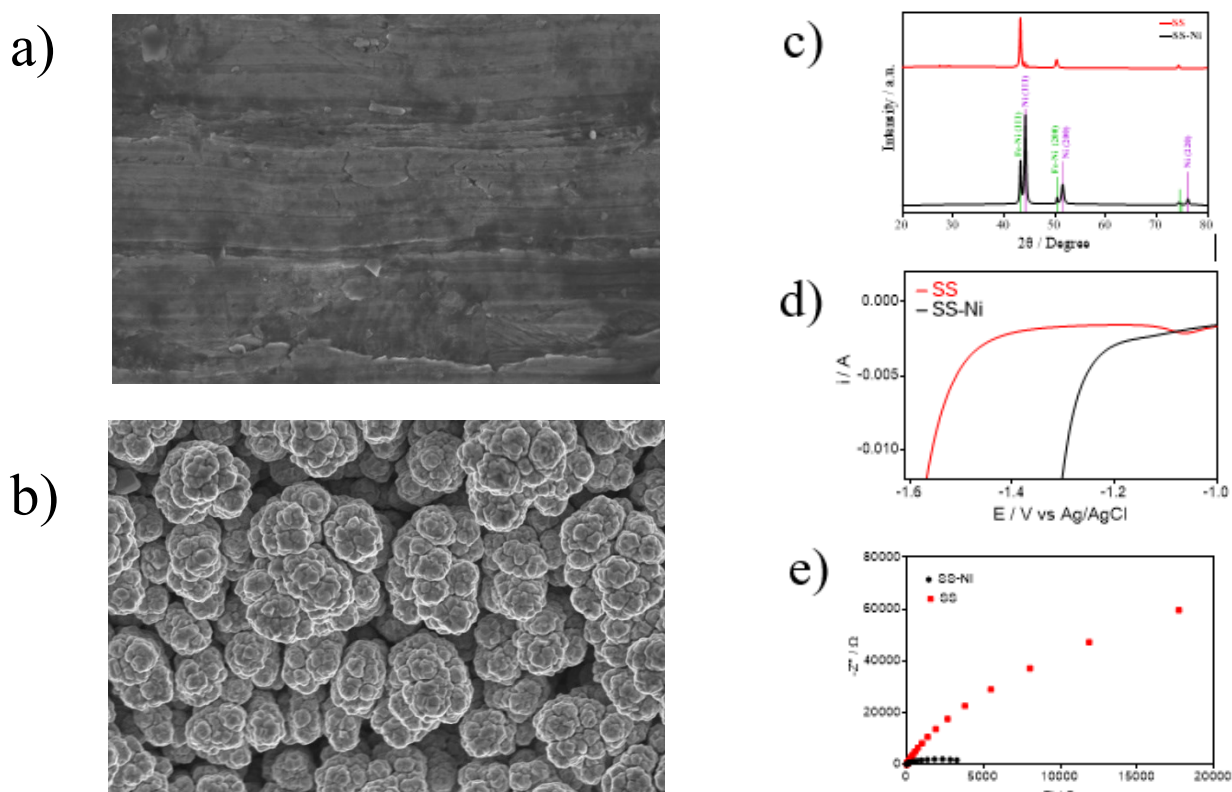 a)
b)
c)
SS
SS-Ni
Intensity / a.u.
Fe-Ni (111)
Ni (111)
Fe-Ni (200)
Ni (200)
Ni (220)
20 30 40 50 60 70 80
2θ / Degree
d)
SS
SS-Ni
0.000
-0.005
-0.010
i / A
-1.6 -1.4 -1.2 -1.0
E / V vs Ag/AgCl
e)
SS-Ni
SS
80000
60000
40000
20000
0
-Z" / Ω
0 5000 10000 15000 20000